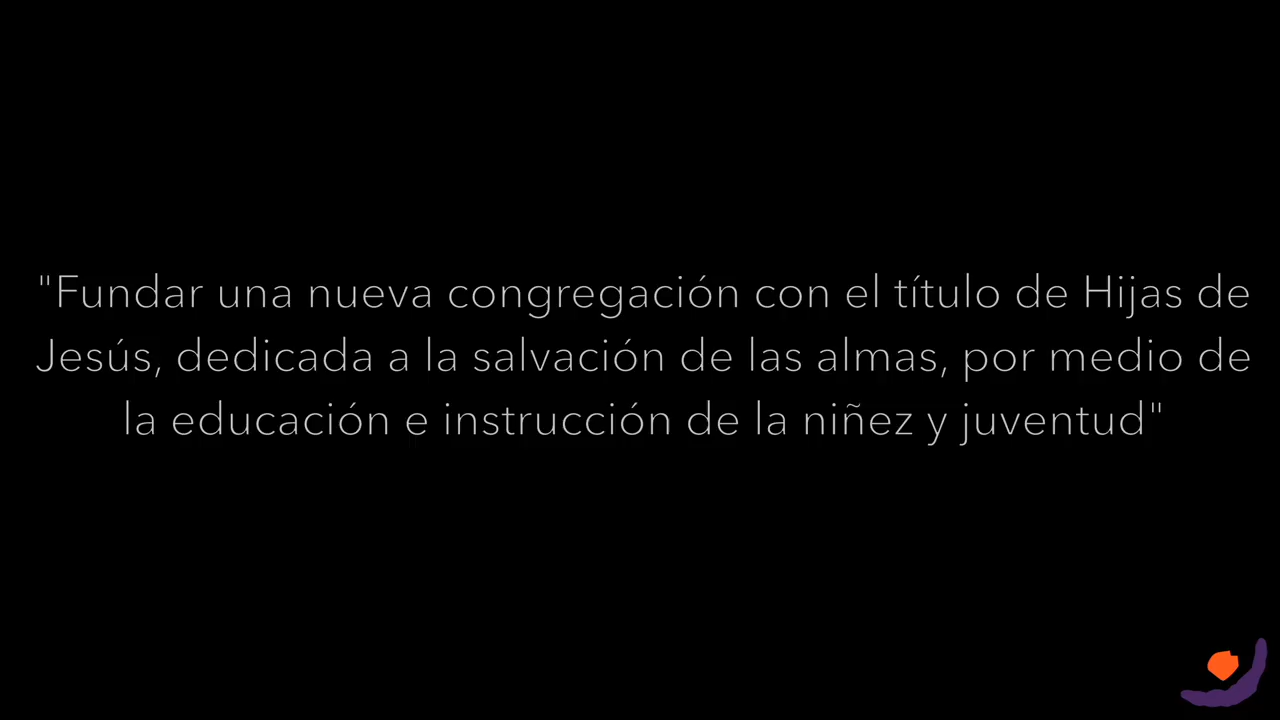 "Fundar una nueva congregación con el título de Hijas de
Jesús, dedicada a la salvación de las almas, por medio de
la educación e instrucción de la niñez y juventud"